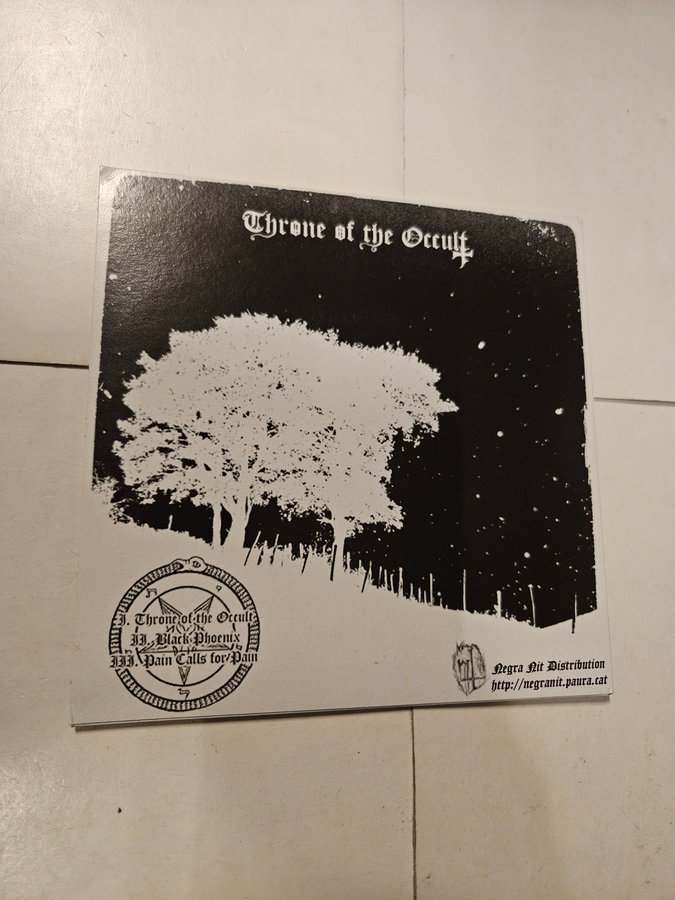 Throne of the Occult
I. Throne of the Occult
II. Black Phoenix
III. Pain Calls for Pain
Negra Nit Distribution
http://negranit.paura.cat